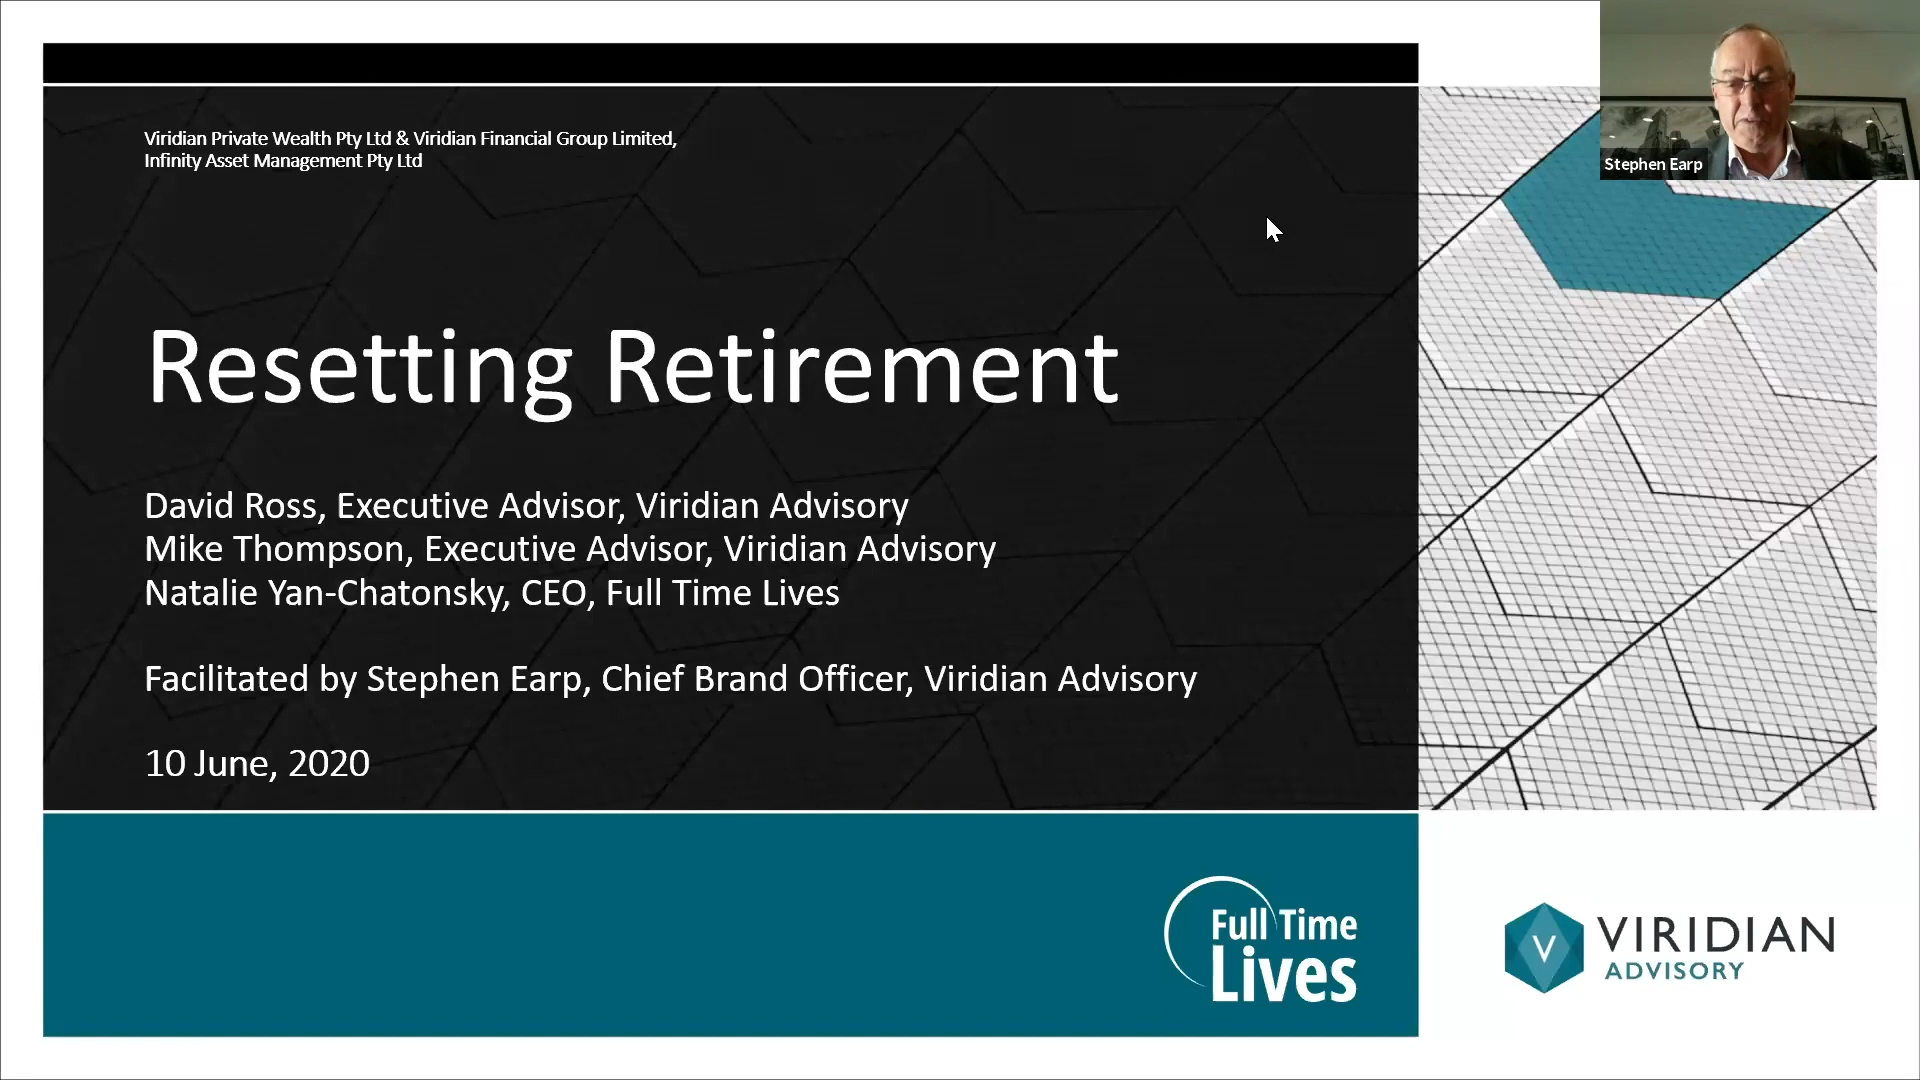 Viridian Private Wealth Pty Ltd & Viridian Financial Group Limited,
Infinity Asset Management Pty Ltd
Stephen Earp
Resetting Retirement
David Ross, Executive Advisor, Viridian Advisory
Mike Thompson, Executive Advisor, Viridian Advisory
Natalie Yan-Chatonsky, CEO, Full Time Lives
Facilitated by Stephen Earp, Chief Brand Officer, Viridian Advisory
10 June, 2020
Full Time
Lives
V
VIRIDIAN
ADVISORY